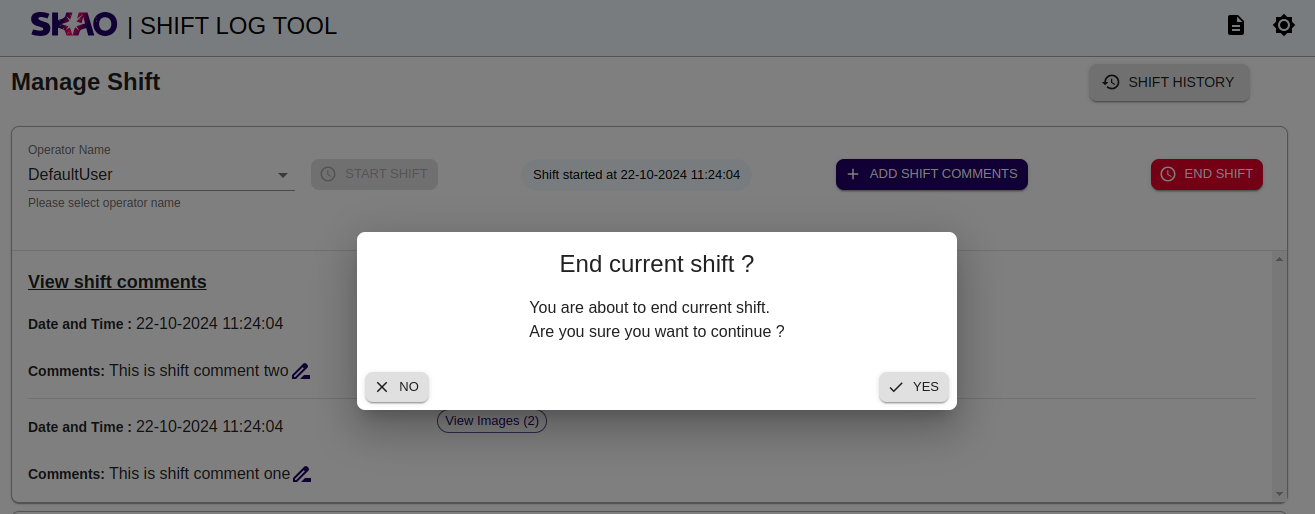 SKAO | SHIFT LOG TOOL
Manage Shift
SHIFT HISTORY
Operator Name
DefaultUser
START SHIFT
Shift started at 22-10-2024 11:24:04
ADD SHIFT COMMENTS
END SHIFT
Please select operator name
End current shift ?
You are about to end current shift.
Are you sure you want to continue ?
NO
YES
View shift comments
Date and Time : 22-10-2024 11:24:04
Comments: This is shift comment two
Date and Time : 22-10-2024 11:24:04
View Images (2)
Comments: This is shift comment one